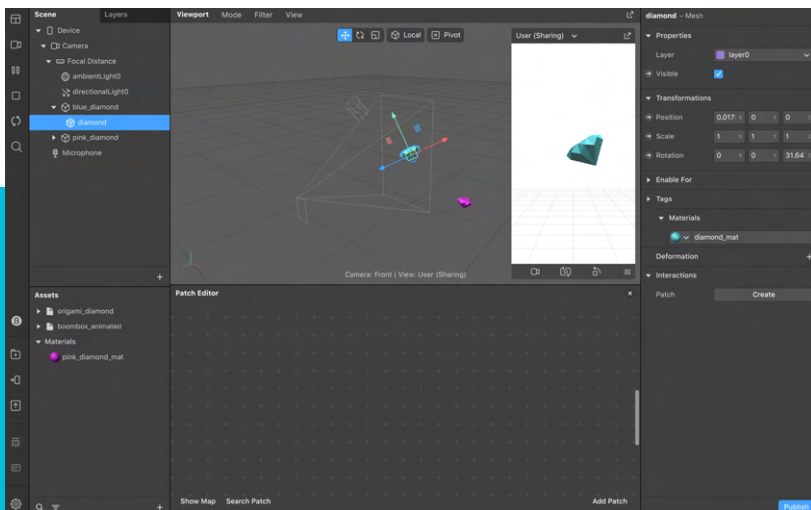 Scene
Layers
Device
Camera
Focal Distance
ambientLight0
directionalLight0
blue_diamond
diamond
pink_diamond
Microphone
+
Assets
origami_diamond
boombox_animated
Materials
pink_diamond_mat
+
Viewport Mode Filter View
Local
Pivot
User (Sharing)
Camera: Front | View: User (Sharing)
Patch Editor
×
Show Map Search Patch
Add Patch
diamond – Mesh
Properties
Layer layer0
Visible
Transformations
Position 0.017 0 0
Scale 1 1 1
Rotation 0 0 31.64
Enable For
Tags
Materials
diamond_mat
Deformation +
Interactions
Patch Create
Publish